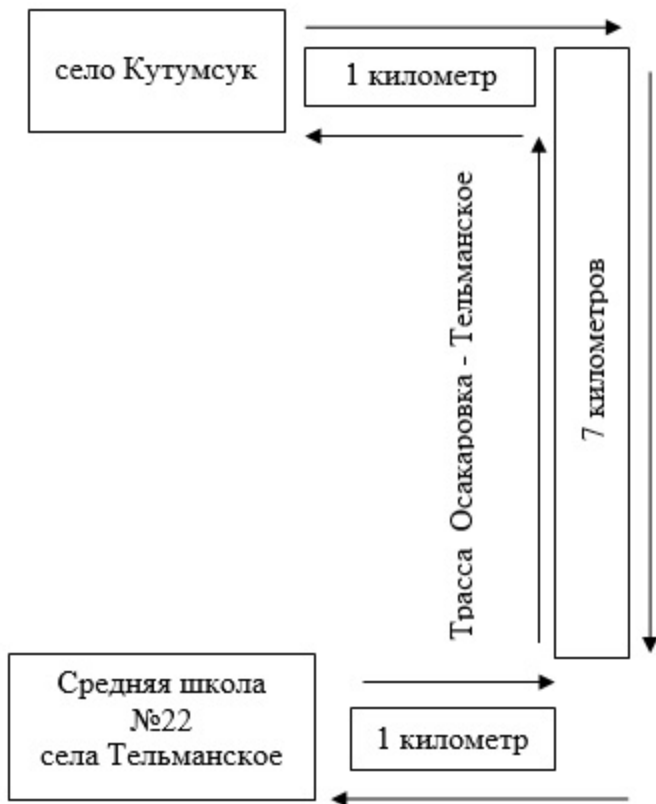 село Кутумсук
1 километр
Трасса Осакаровка - Тельманское
7 километров
Средняя школа
№22
села Тельманское
1 километр